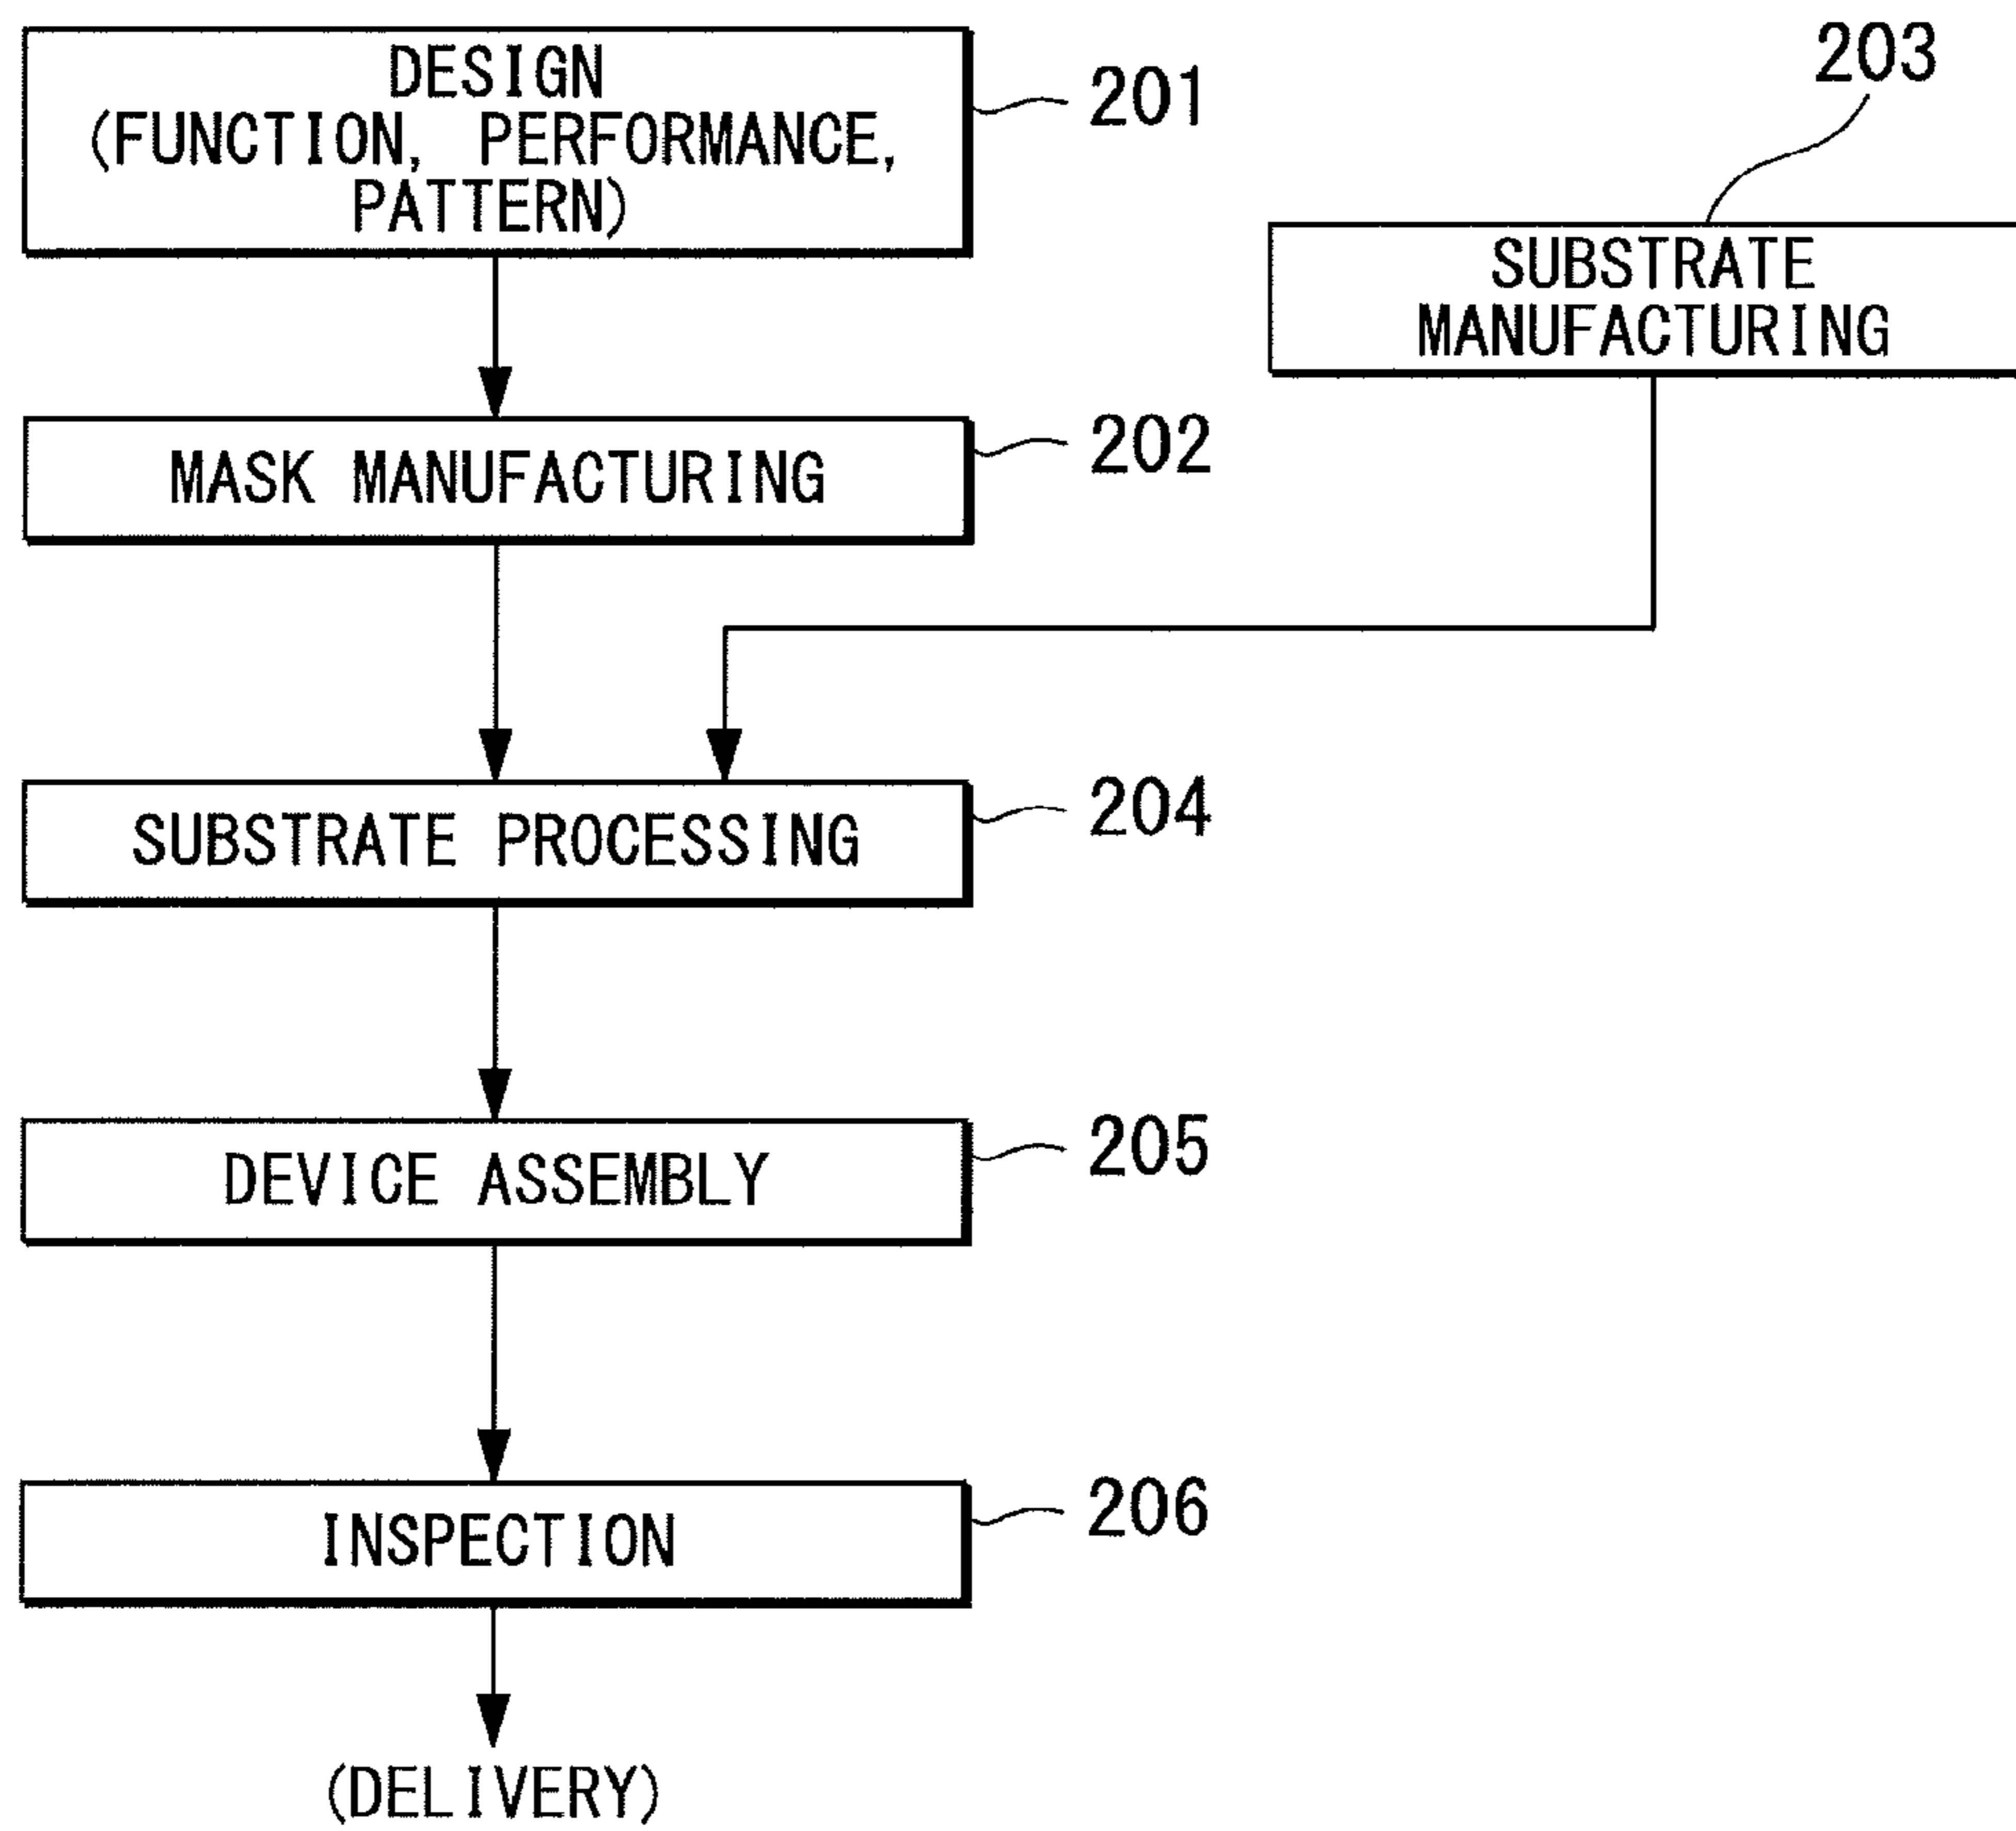 DESIGN
(FUNCTION, PERFORMANCE,
PATTERN)
201
203
SUBSTRATE
MANUFACTURING
MASK MANUFACTURING
202
SUBSTRATE PROCESSING
204
DEVICE ASSEMBLY
205
INSPECTION
206
(DELIVERY)